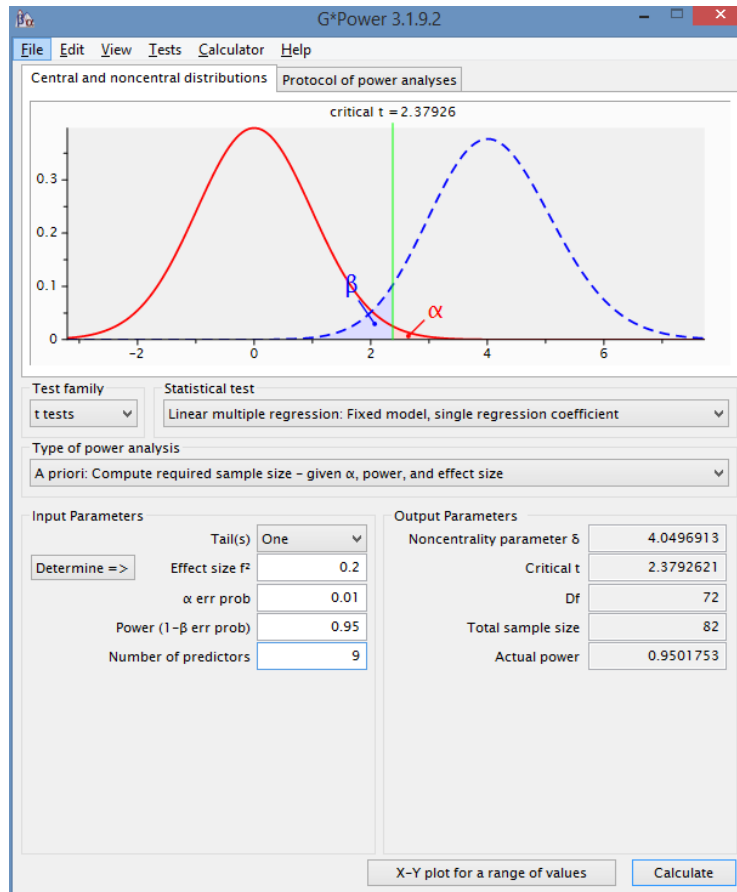 βα G*Power 3.1.9.2 – □ ×
File Edit View Tests Calculator Help
Central and noncentral distributions Protocol of power analyses
critical t = 2.37926
0.3
0.2
0.1
0
β
α
-2 0 2 4 6
Test family Statistical test
t tests Linear multiple regression: Fixed model, single regression coefficient
Type of power analysis
A priori: Compute required sample size – given α, power, and effect size
Input Parameters
Tail(s) One
Determine => Effect size f² 0.2
α err prob 0.01
Power (1-β err prob) 0.95
Number of predictors 9
Output Parameters
Noncentrality parameter δ 4.0496913
Critical t 2.3792621
Df 72
Total sample size 82
Actual power 0.9501753
X-Y plot for a range of values Calculate